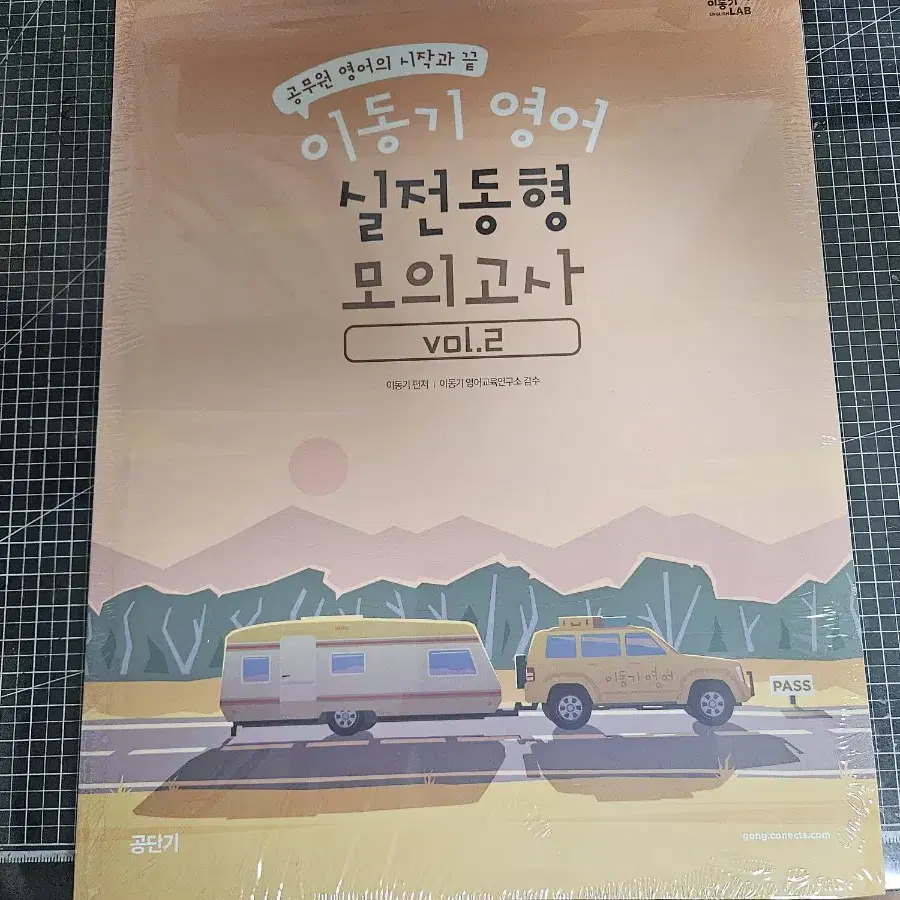 이동기
ENGLISH LAB
공무원 영어의 시작과 끝
이동기 영어
실전동형
모의고사
vol.2
이동기 편저 | 이동기 영어교육연구소 감수
이동기 영어
PASS
공단기
gong.conects.com